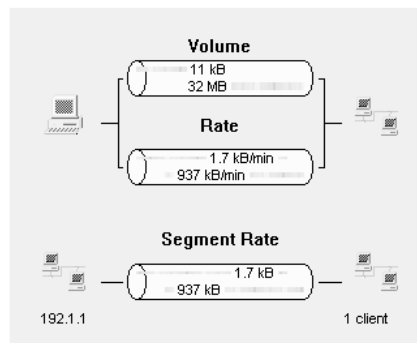 Volume
11 kB
32 MB
Rate
1.7 kB/min
937 kB/min
Segment Rate
1.7 kB
937 kB
192.1.1
1 client